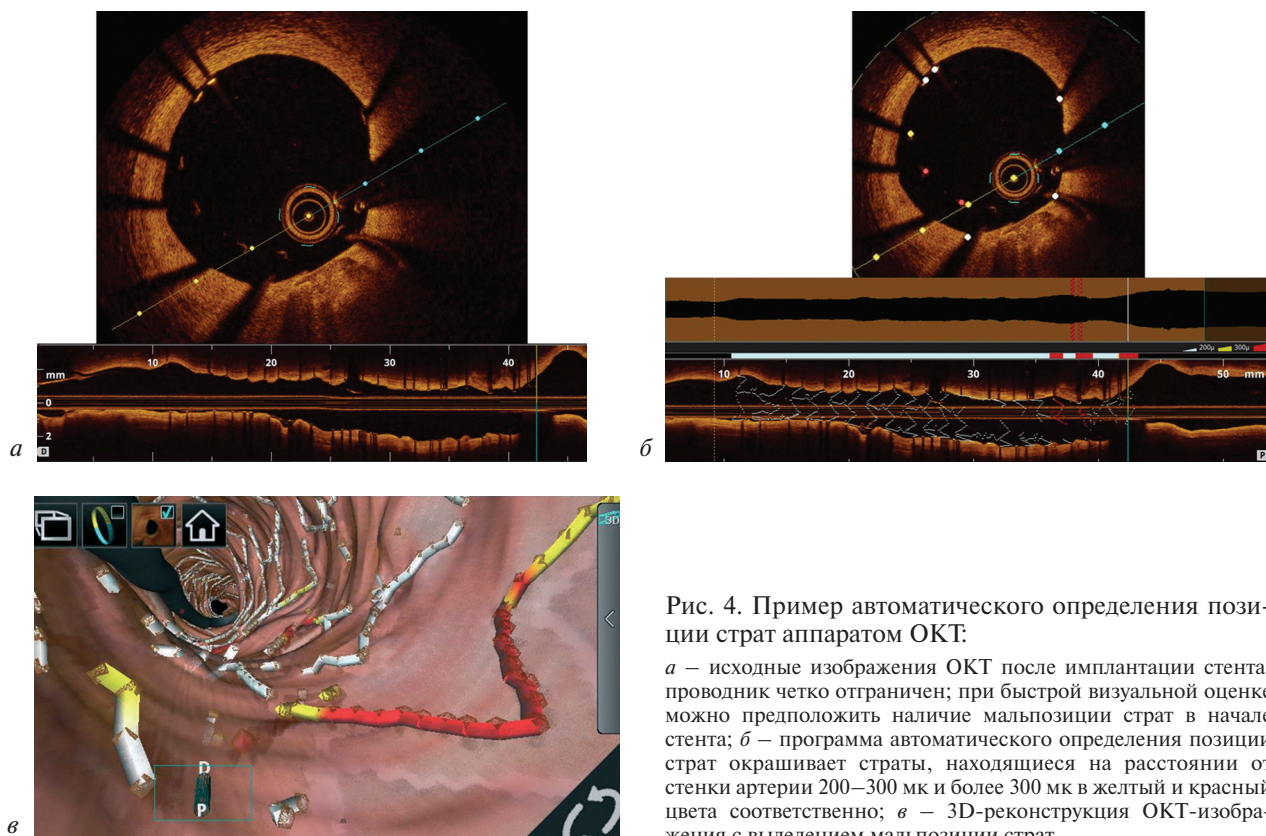 10
20
30
40
mm
0
2
D
а
200μ
300μ
10
20
30
40
50
mm
P
б
3D
D
P
в
Рис. 4. Пример автоматического определения пози-
ции страт аппаратом ОКТ:
а – исходные изображения ОКТ после имплантации стента
проводник четко отграничен; при быстрой визуальной оценке
можно предположить наличие мальпозиции страт в начале
стента; б – программа автоматического определения позиции
страт окрашивает страты, находящиеся на расстоянии от
стенки артерии 200–300 мк и более 300 мк в желтый и красный
цвета соответственно; в – 3D-реконструкция ОКТ-изобра-
жения с выделением мальпозиции страт